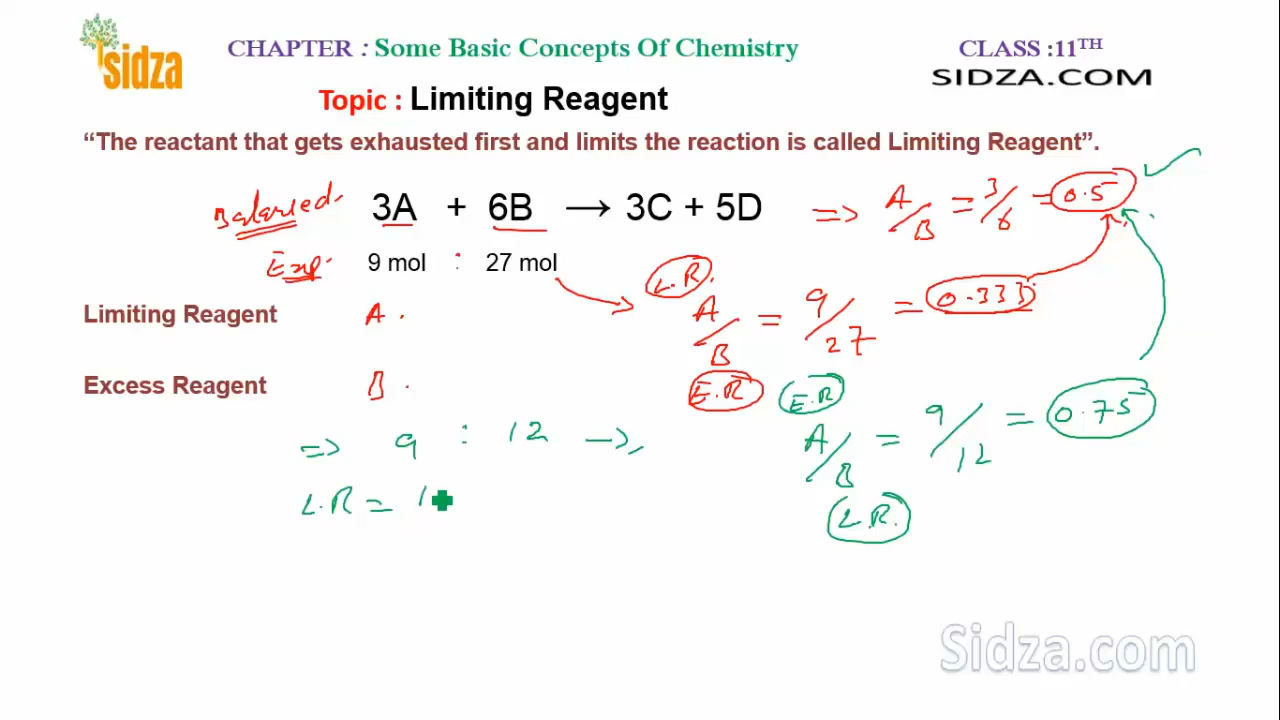 sidza
CHAPTER : Some Basic Concepts Of Chemistry
CLASS :11TH
SIDZA.COM
Topic : Limiting Reagent
“The reactant that gets exhausted first and limits the reaction is called Limiting Reagent”.
Balanced. 3A + 6B → 3C + 5D => A/B = 3/6 = 0.5
Exp. 9 mol : 27 mol
L.R.
Limiting Reagent A. A/B = 9/27 = 0.333
Excess Reagent B. E.R E.R
=> 9 : 12 → A/B = 9/12 = 0.75
L.R = L.R.
Sidza.com